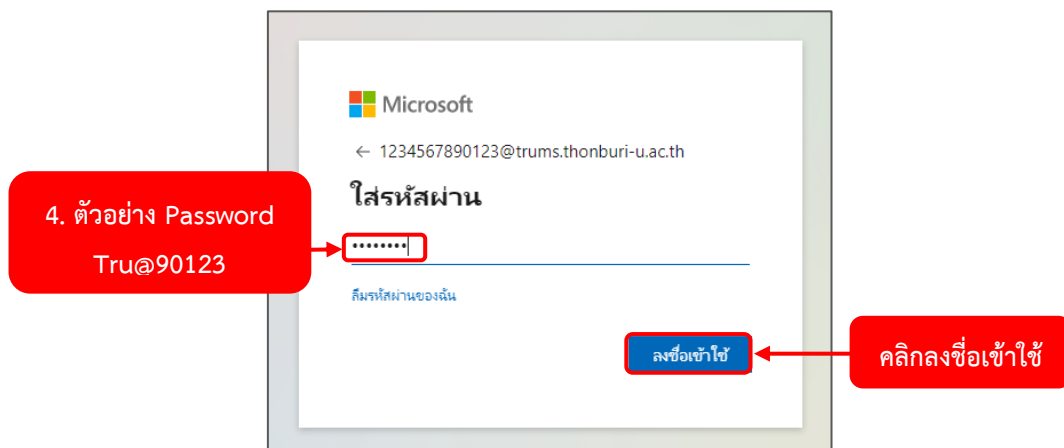 Microsoft
← 1234567890123@trums.thonburi-u.ac.th
ใส่รหัสผ่าน
4. ตัวอย่าง Password
Tru@90123
••••••••
ลืมรหัสผ่านของฉัน
ลงชื่อเข้าใช้
คลิกลงชื่อเข้าใช้